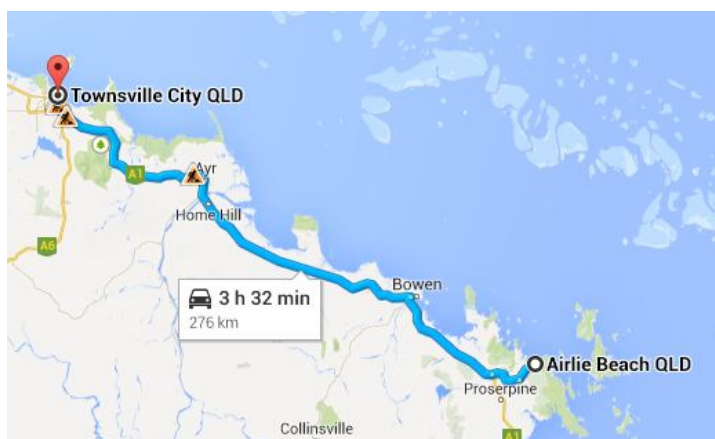 Townsville City QLD
A1
Ayr
Home Hill
A6
3 h 32 min
276 km
Bowen
Airlie Beach QLD
Proserpine
Collinsville
A1